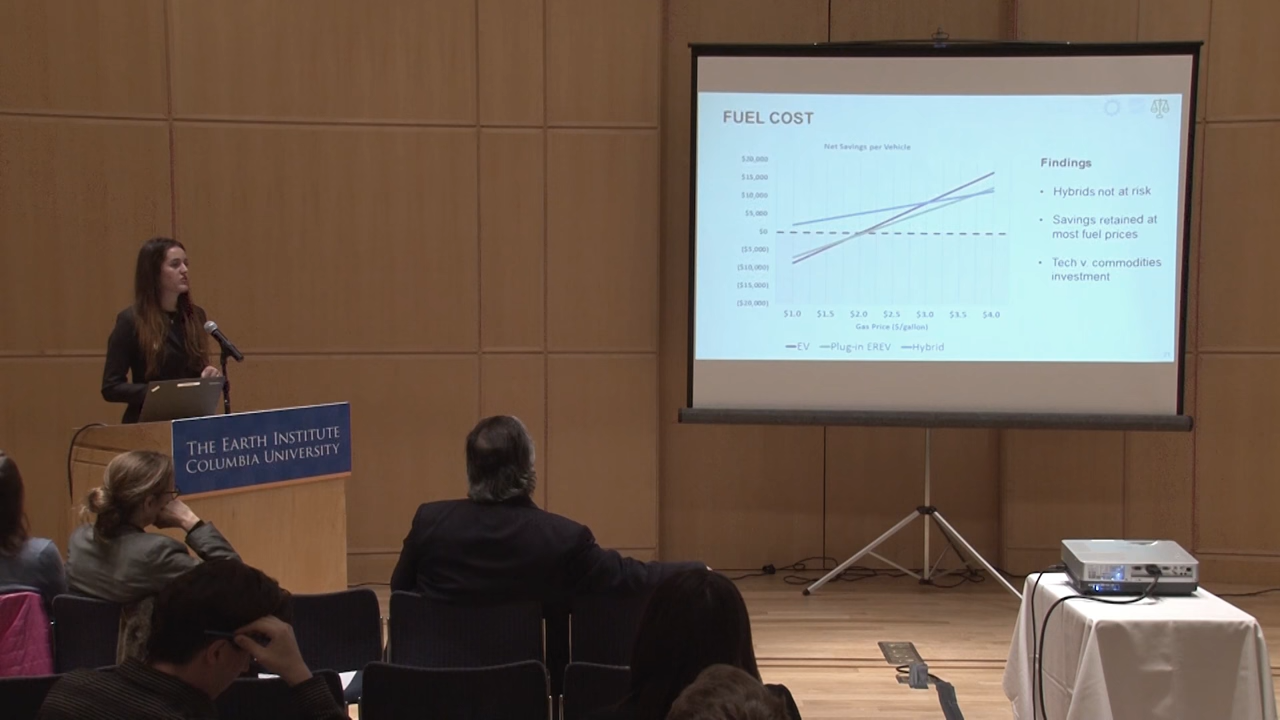 FUEL COST
Net Savings per Vehicle
$20,000
$15,000
$10,000
$5,000
$0
($5,000)
($10,000)
($15,000)
($20,000)
$1.0 $1.5 $2.0 $2.5 $3.0 $3.5 $4.0
Gas Price ($/gallon)
EV Plug-in EREV Hybrid
Findings
• Hybrids not at risk
• Savings retained at
most fuel prices
• Tech v. commodities
investment
THE EARTH INSTITUTE
COLUMBIA UNIVERSITY